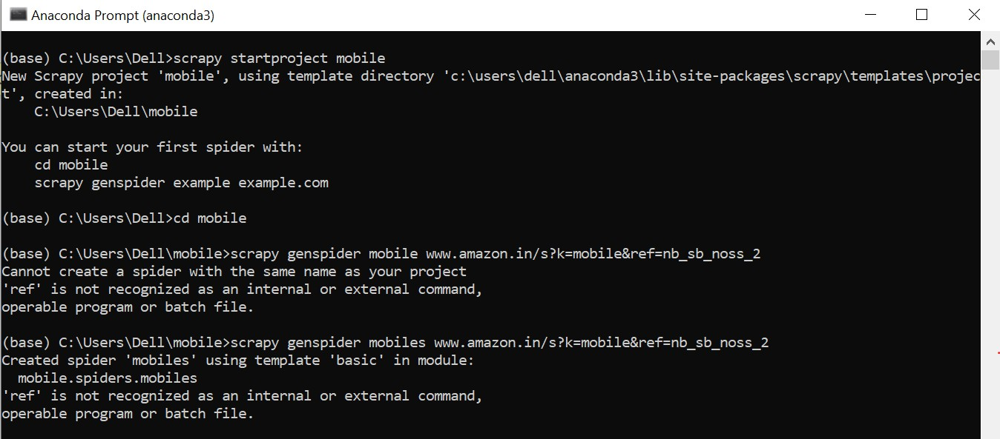 Anaconda Prompt (anaconda3)
(base) C:\Users\Dell>scrapy startproject mobile
New Scrapy project 'mobile', using template directory 'c:\users\dell\anaconda3\lib\site-packages\scrapy\templates\projec
t', created in:
    C:\Users\Dell\mobile

You can start your first spider with:
    cd mobile
    scrapy genspider example example.com

(base) C:\Users\Dell>cd mobile

(base) C:\Users\Dell\mobile>scrapy genspider mobile www.amazon.in/s?k=mobile&ref=nb_sb_noss_2
Cannot create a spider with the same name as your project
'ref' is not recognized as an internal or external command,
operable program or batch file.

(base) C:\Users\Dell\mobile>scrapy genspider mobiles www.amazon.in/s?k=mobile&ref=nb_sb_noss_2
Created spider 'mobiles' using template 'basic' in module:
  mobile.spiders.mobiles
'ref' is not recognized as an internal or external command,
operable program or batch file.